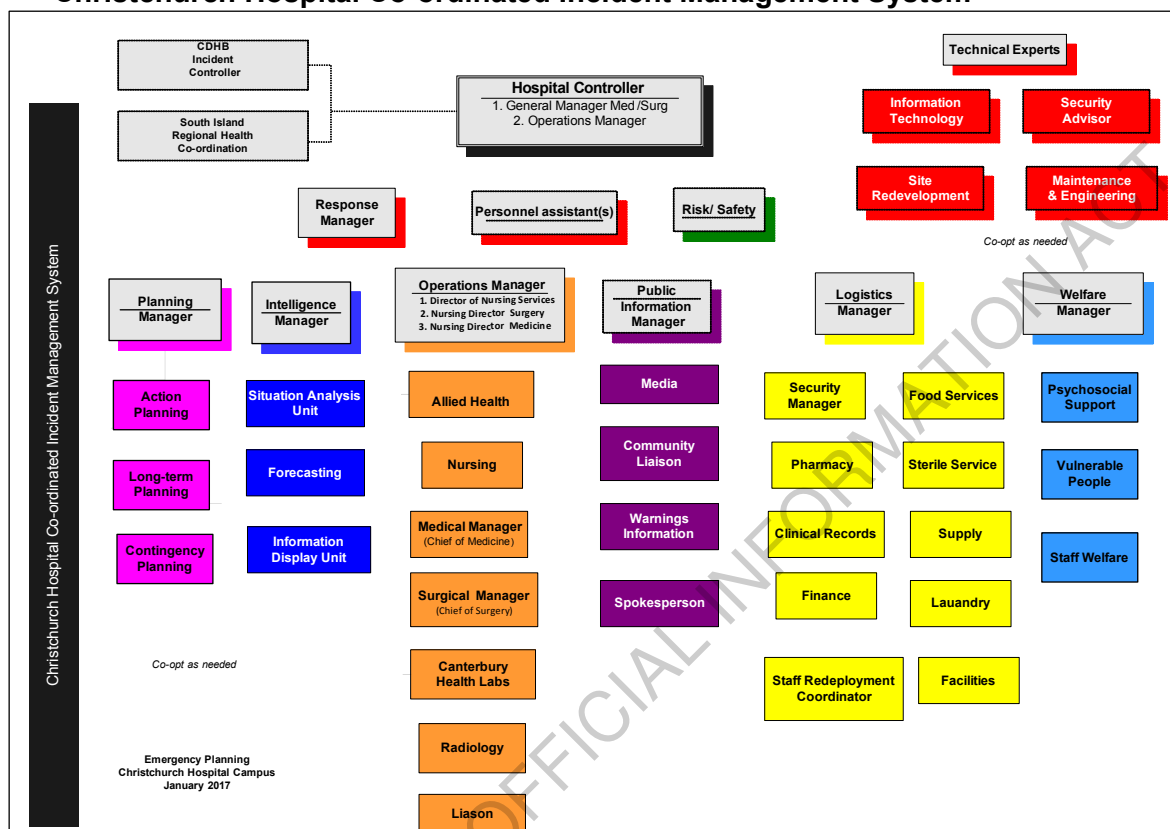 Christchurch Hospital Co-ordinated Incident Management System
CDHB
Incident
Controller
South Island
Regional Health
Co-ordination
Hospital Controller
1. General Manager Med /Surg
2. Operations Manager
Technical Experts
Information
Technology
Security
Advisor
Site
Redevelopment
Maintenance
& Engineering
Co-opt as needed
Response
Manager
Personnel assistant(s)
Risk/ Safety
Christchurch Hospital Co-ordinated Incident Management System
Planning
Manager
Action
Planning
Long-term
Planning
Contingency
Planning
Co-opt as needed
Intelligence
Manager
Situation Analysis
Unit
Forecasting
Information
Display Unit
Operations Manager
1. Director of Nursing Services
2. Nursing Director Surgery
3. Nursing Director Medicine
Allied Health
Nursing
Medical Manager
(Chief of Medicine)
Surgical Manager
(Chief of Surgery)
Canterbury
Health Labs
Radiology
Liason
Public
Information
Manager
Media
Community
Liaison
Warnings
Information
Spokesperson
Logistics
Manager
Security
Manager
Food Services
Pharmacy
Sterile Service
Clinical Records
Supply
Finance
Lauandry
Staff Redeployment
Coordinator
Facilities
Welfare
Manager
Psychosocial
Support
Vulnerable
People
Staff Welfare
Emergency Planning
Christchurch Hospital Campus
January 2017
OFFICIAL INFORMATION ACT